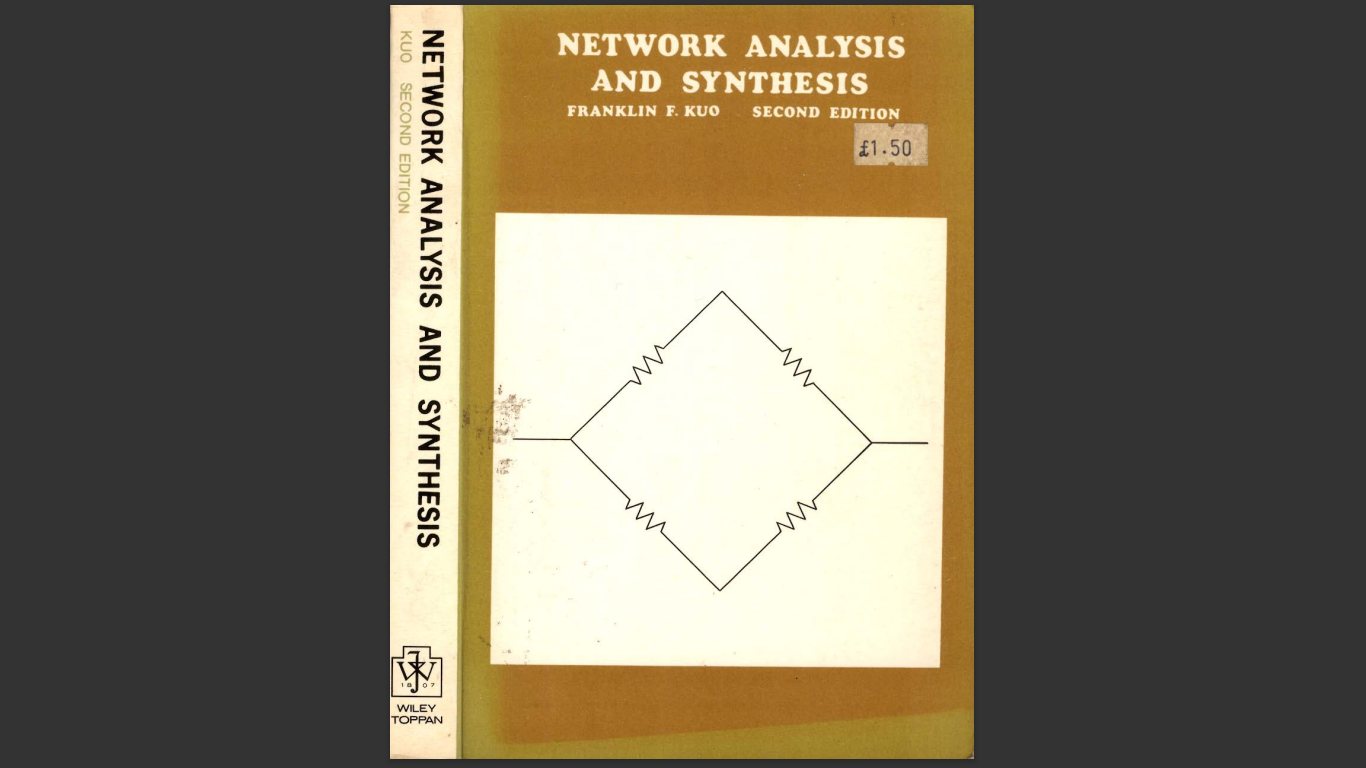 NETWORK ANALYSIS
AND SYNTHESIS
FRANKLIN F. KUO SECOND EDITION
£1.50
NETWORK ANALYSIS AND SYNTHESIS
KUO SECOND EDITION
JW
1807
WILEY
TOPPAN